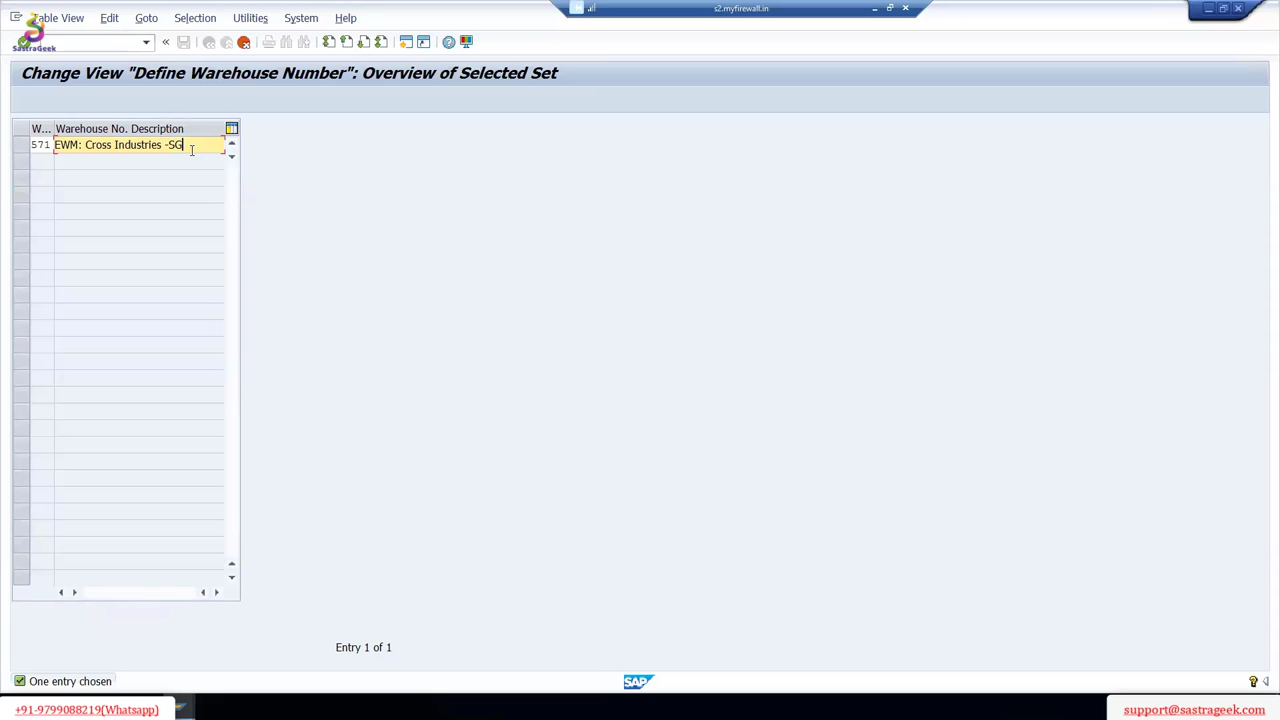 Table View Edit Goto Selection Utilities System Help
s2.myfirewall.in
SastraGeek
Change View "Define Warehouse Number": Overview of Selected Set
W... Warehouse No. Description
571 EWM: Cross Industries -SG
Entry 1 of 1
One entry chosen
SAP
+91-9799088219(Whatsapp)
support@sastrageek.com